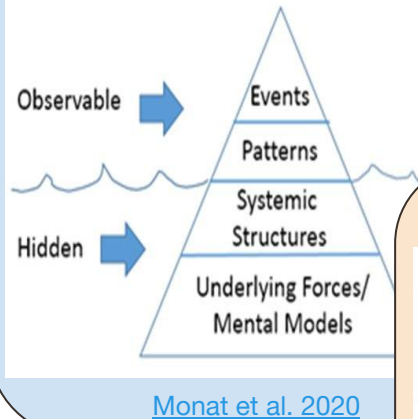 Observable
Events
Patterns
Systemic
Structures
Hidden
Underlying Forces/
Mental Models
Monat et al. 2020